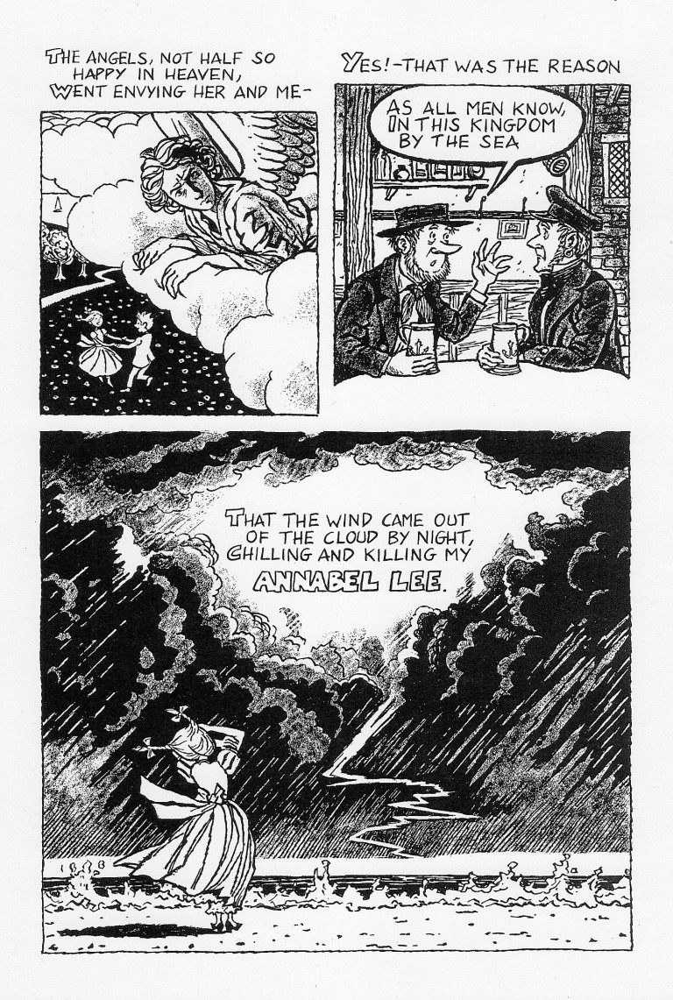 THE ANGELS, NOT HALF SO
HAPPY IN HEAVEN,
WENT ENVYING HER AND ME-
YES!-THAT WAS THE REASON
AS ALL MEN KNOW,
IN THIS KINGDOM
BY THE SEA
THAT THE WIND CAME OUT
OF THE CLOUD BY NIGHT,
CHILLING AND KILLING MY
ANNABEL LEE.